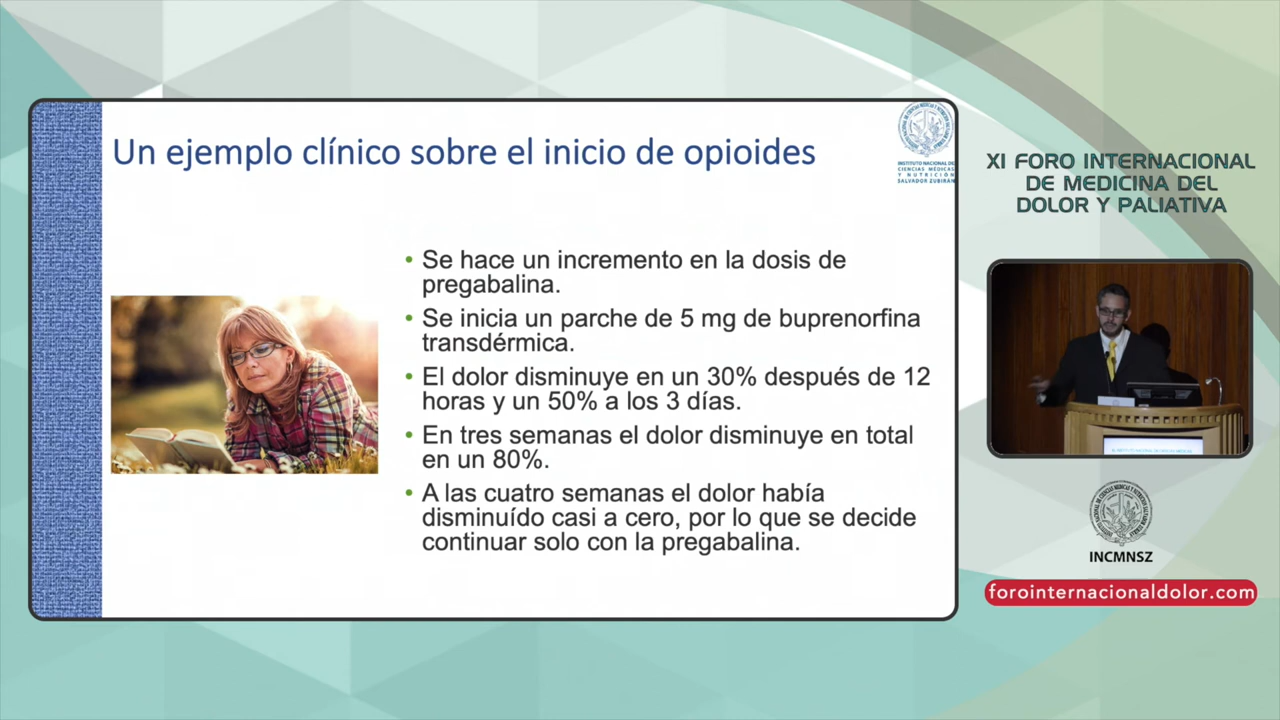 Un ejemplo clínico sobre el inicio de opioides
INSTITUTO NACIONAL DE
CIENCIAS MÉDICAS
Y NUTRICIÓN
SALVADOR ZUBIRÁN
• Se hace un incremento en la dosis de
pregabalina.
• Se inicia un parche de 5 mg de buprenorfina
transdérmica.
• El dolor disminuye en un 30% después de 12
horas y un 50% a los 3 días.
• En tres semanas el dolor disminuye en total
en un 80%.
• A las cuatro semanas el dolor había
disminuído casi a cero, por lo que se decide
continuar solo con la pregabalina.
XI FORO INTERNACIONAL
DE MEDICINA DEL
DOLOR Y PALIATIVA
INCMNSZ
forointernacionaldolor.com